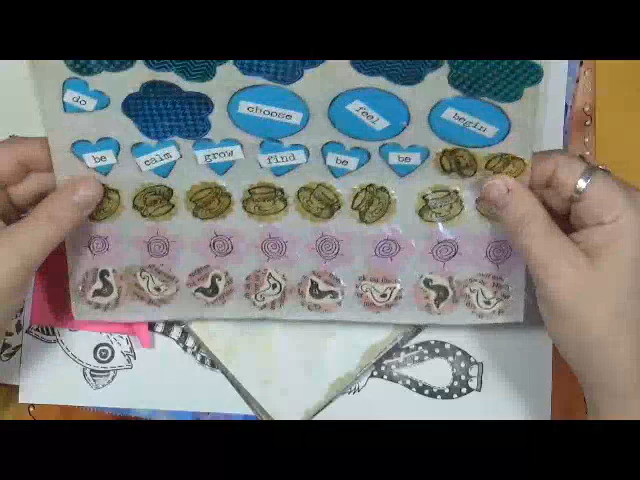 do
choose
feel
begin
be
calm
grow
find
be
be